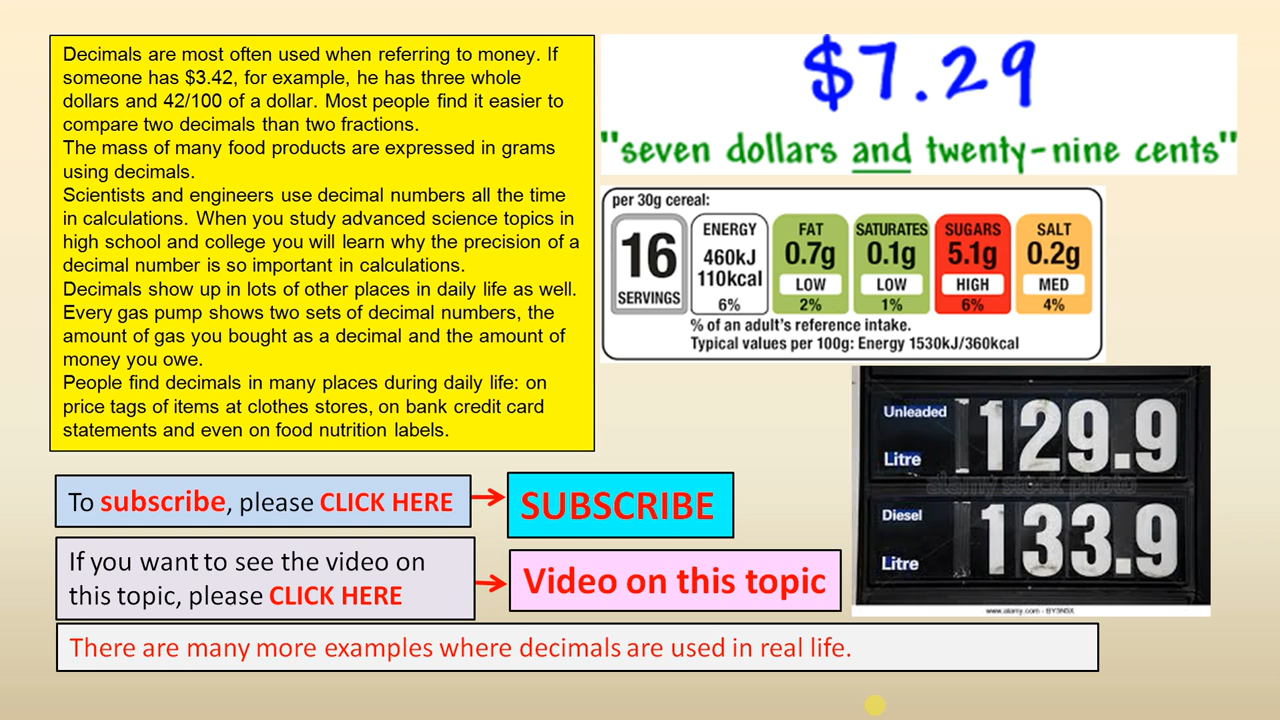 Decimals are most often used when referring to money. If
someone has $3.42, for example, he has three whole
dollars and 42/100 of a dollar. Most people find it easier to
compare two decimals than two fractions.
The mass of many food products are expressed in grams
using decimals.
Scientists and engineers use decimal numbers all the time
in calculations. When you study advanced science topics in
high school and college you will learn why the precision of a
decimal number is so important in calculations.
Decimals show up in lots of other places in daily life as well.
Every gas pump shows two sets of decimal numbers, the
amount of gas you bought as a decimal and the amount of
money you owe.
People find decimals in many places during daily life: on
price tags of items at clothes stores, on bank credit card
statements and even on food nutrition labels.
$7.29
"seven dollars and twenty-nine cents"
per 30g cereal:
16
SERVINGS
ENERGY
460kJ
110kcal
6%
FAT
0.7g
LOW
2%
SATURATES
0.1g
LOW
1%
SUGARS
5.1g
HIGH
6%
SALT
0.2g
MED
4%
% of an adult's reference intake.
Typical values per 100g: Energy 1530kJ/360kcal
Unleaded
Litre
129.9
alamy stock photo
Diesel
Litre
133.9
www.alamy.com - BY3N5X
To subscribe, please CLICK HERE
SUBSCRIBE
If you want to see the video on
this topic, please CLICK HERE
Video on this topic
There are many more examples where decimals are used in real life.